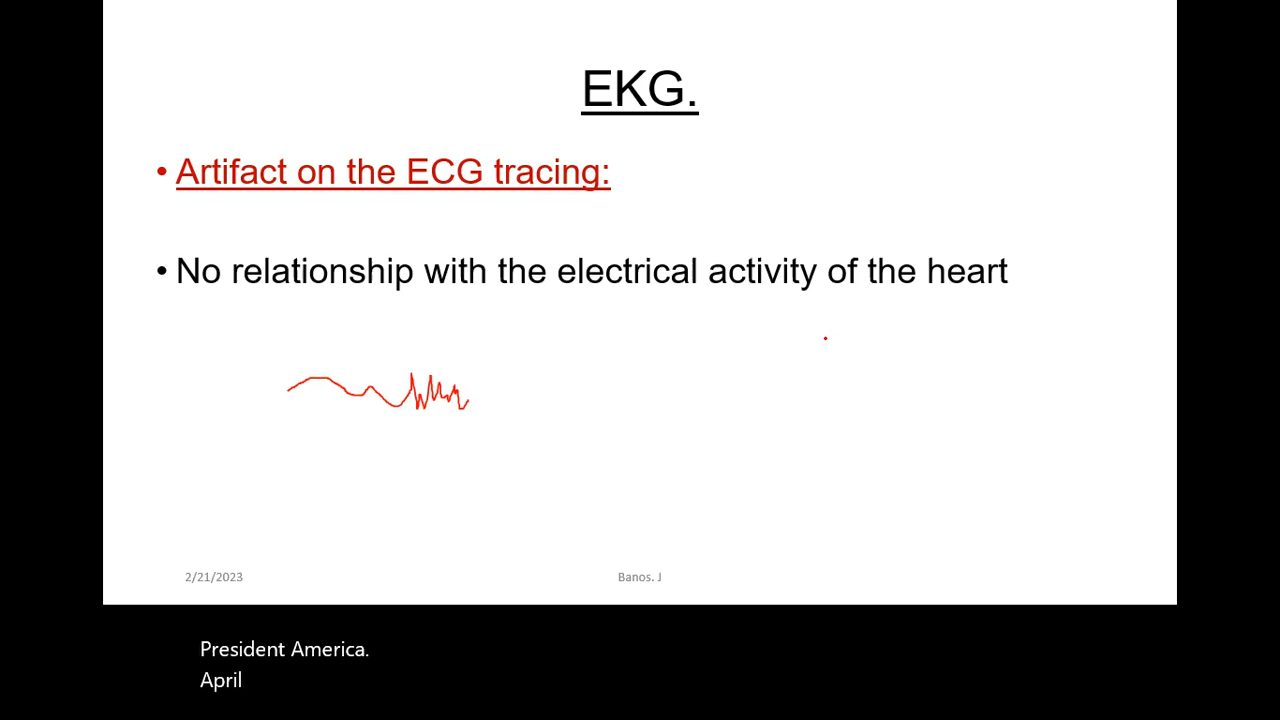 EKG.
• Artifact on the ECG tracing:
• No relationship with the electrical activity of the heart
2/21/2023
Banos. J
President America.
April